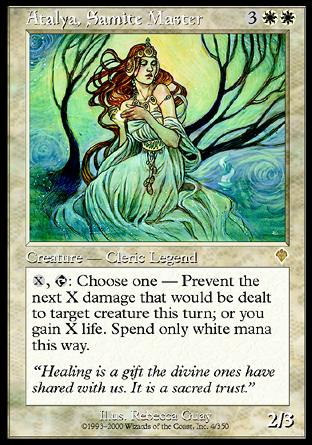 Atalya, Samite Master 3
Creature — Cleric Legend
X, : Choose one — Prevent the
next X damage that would be dealt
to target creature this turn; or you
gain X life. Spend only white mana
this way.
“Healing is a gift the divine ones have
shared with us. It is a sacred trust.”
Illus. Rebecca Guay
©1993–2000 Wizards of the Coast, Inc. 4/350
2/3